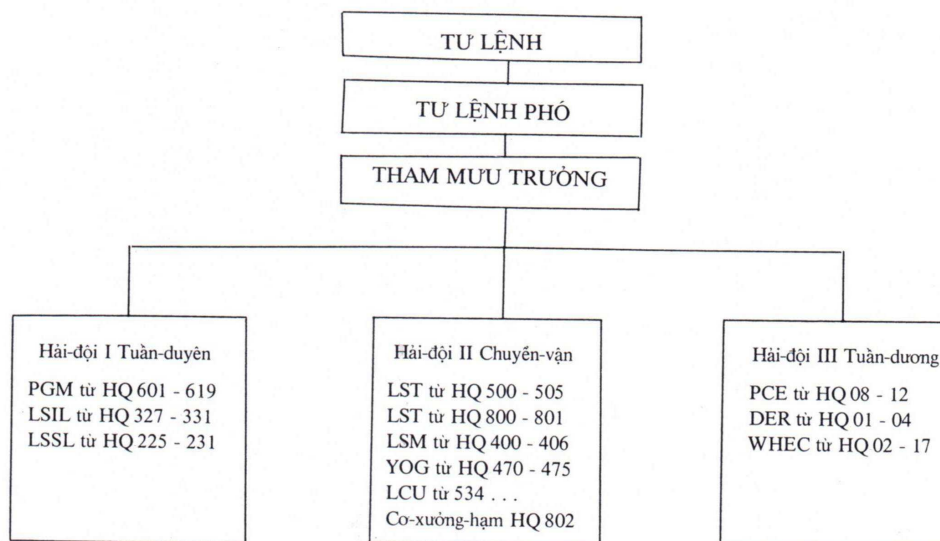 TƯ LỆNH
TƯ LỆNH PHÓ
THAM MƯU TRƯỞNG
Hải-đội I Tuần-duyên
PGM từ HQ 601 - 619
LSIL từ HQ 327 - 331
LSSL từ HQ 225 - 231
Hải-đội II Chuyển-vận
LST từ HQ 500 - 505
LST từ HQ 800 - 801
LSM từ HQ 400 - 406
YOG từ HQ 470 - 475
LCU từ 534 . . .
Cơ-xưởng-hạm HQ 802
Hải-đội III Tuần-dương
PCE từ HQ 08 - 12
DER từ HQ 01 - 04
WHEC từ HQ 02 - 17